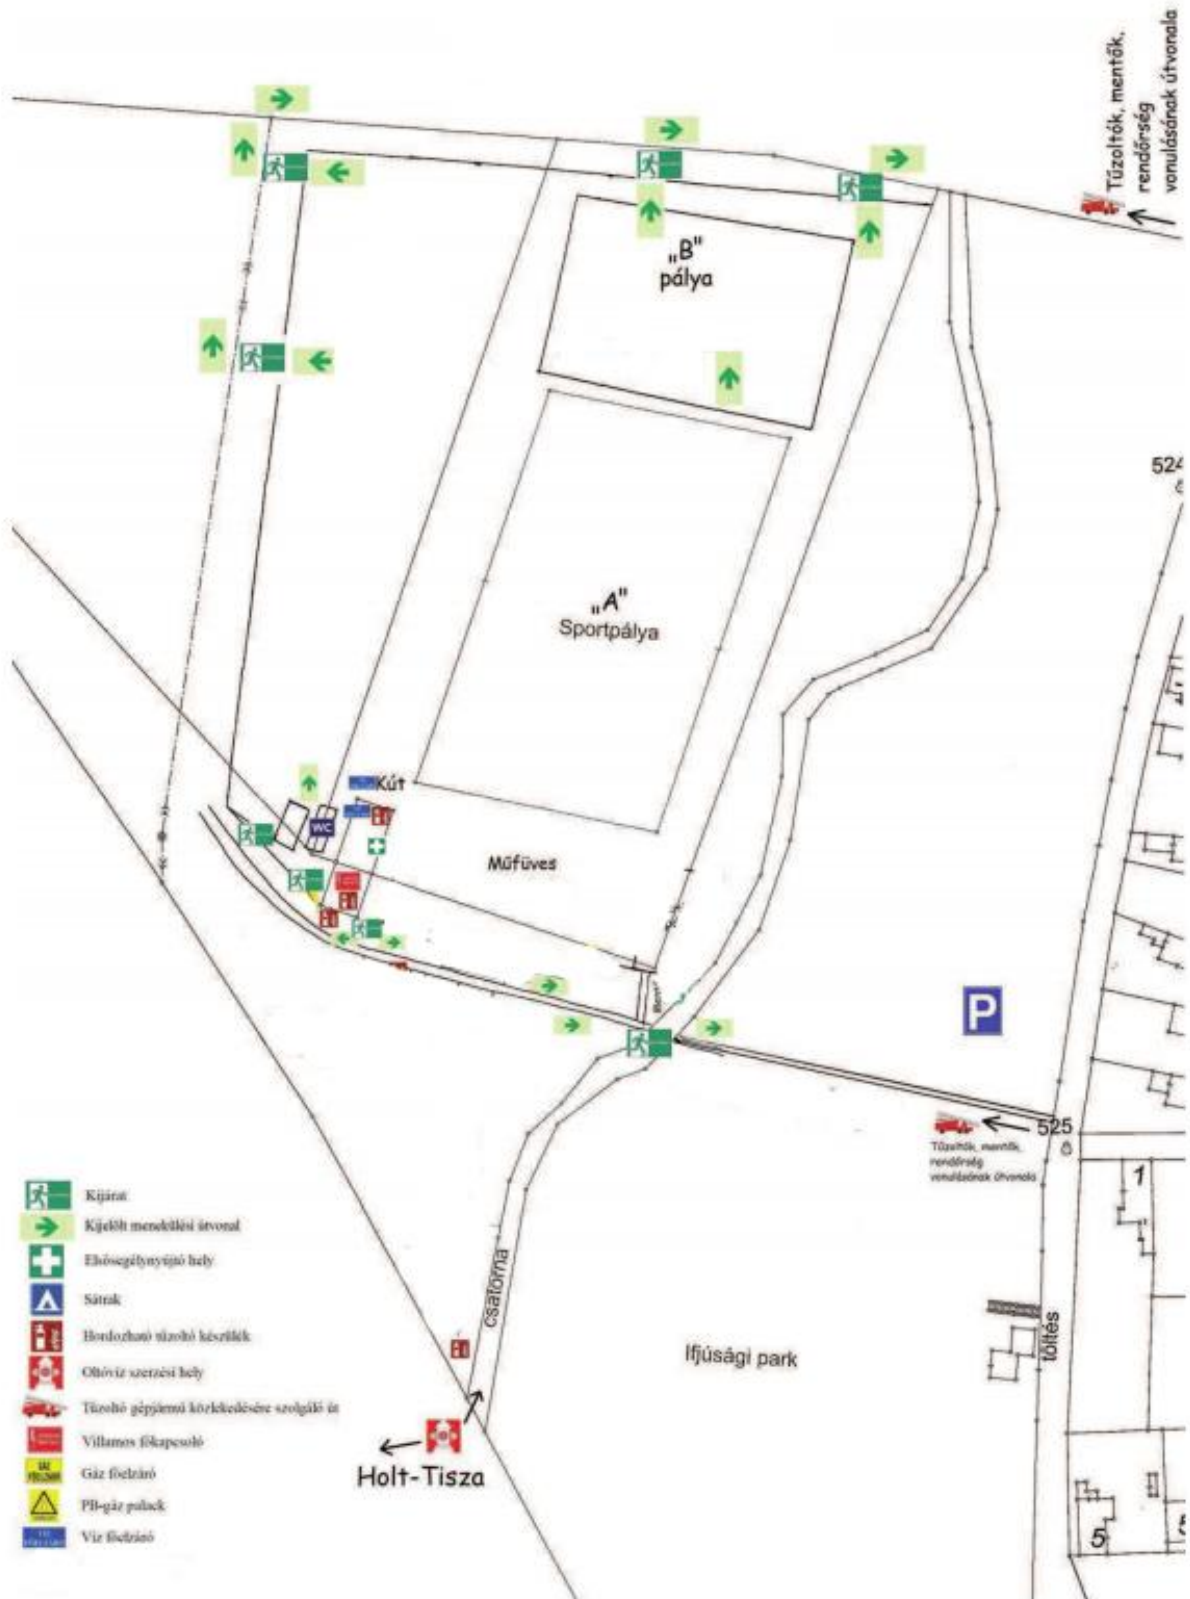 Tűzoltók, mentők,
rendőrség
vonulásának útvonala
„B"
pálya
524
„A"
Sportpálya
Kút
WC
Műfüves
P
525
Tűzoltók, mentők,
rendőrség
vonulásának útvonala
1
Kijárat
Kijelölt menekülési útvonal
Elsősegélynyújtó hely
Sátrak
Hordozható tűzoltó készülék
Oltóvíz szerzési hely
Tűzoltó gépjármű közlekedésére szolgáló út
Villamos főkapcsoló
Gáz főelzáró
PB-gáz palack
Víz főelzáró
csatorna
Ifjúsági park
töltés
Holt-Tisza
5